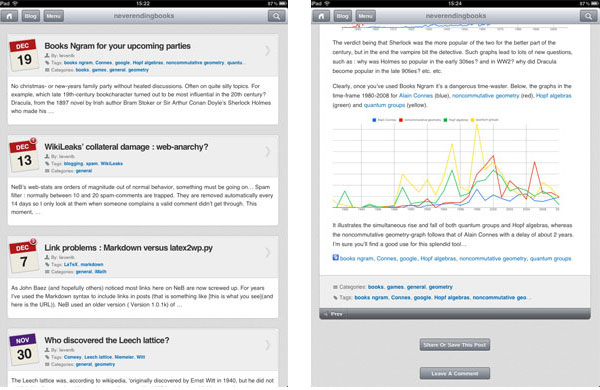 iPad
15:22
87%
Blog
Menu
neverendingbooks
DEC
19
Books Ngram for your upcoming parties
By: lievenlb
Tags: books ngram, Connes, google, Hopf algebras, noncommutative geometry, quantu...
Categories: books, games, general, geometry
No christmas- or new-years family party without heated discussions. Often on quite silly topics. For
example, which late 19th-century bookcharacter turned out to be most influential in the 20th century?
Dracula, from the 1897 novel by Irish author Bram Stoker or Sir Arthur Conan Doyle's Sherlock Holmes
who made his ...
DEC
13
WikiLeaks' collateral damage : web-anarchy?
By: lievenlb
Tags: blogging, spam, WikiLeaks
Categories: general
NeB's web-stats are orders of magnitude out of normal behavior, something must be going on... Spam
filter : normally between 10 and 20 spam-comments are trapped. They are removed automatically every
14 days so I only look at them when someone complains a valid comment didn't get through. This
moment, ...
DEC
7
Link problems : Markdown versus latex2wp.py
By: lievenlb
Tags: LaTeX, markdown
Categories: general, iMath
As John Baez (and hopefully others) noticed most links here on NeB are now screwed up. For years
I've used the Markdown syntax to include links in posts (that is something like [this is what you see](and
here is the URL)). NeB used an older version ( Version 1.0.1k) of ...
NOV
30
Who discovered the Leech lattice?
By: lievenlb
Tags: Conway, Leech lattice, Niemeier, Witt
Categories: general, geometry
The Leech lattice was, according to wikipedia, 'originally discovered by Ernst Witt in 1940, but he did not
iPad
15:24
87%
Blog
Menu
neverendingbooks
The verdict being that Sherlock was the more popular of the two for the better part of the
century, but in the end the vampire bit the detective. Such graphs lead to lots of new questions,
such as : why was Holmes so popular in the early 30ties? and in WW2? why did Dracula
become popular in the late 90ties? etc. etc.
Clearly, once you've used Books Ngram it's a dangerous time-waster. Below, the graphs in the
time-frame 1980-2008 for Alain Connes (blue), noncommutative geometry (red), Hopf algebras
(green) and quantum groups (yellow).
Alain Connes
noncommutative geometry
Hopf algebras
quantum groups
It illustrates the simultaneous rise and fall of both quantum groups and Hopf algebras, whereas
the noncommutative geometry-graph follows that of Alain Connes with a delay of about 2 years.
I'm sure you'll find a good use for this splendid tool...
books ngram, Connes, google, Hopf algebras, noncommutative geometry, quantum groups
Categories: books, games, general, geometry
Tags: books ngram, Connes, google, Hopf algebras, noncommutative geo ...
Prev
Share Or Save This Post
Leave A Comment